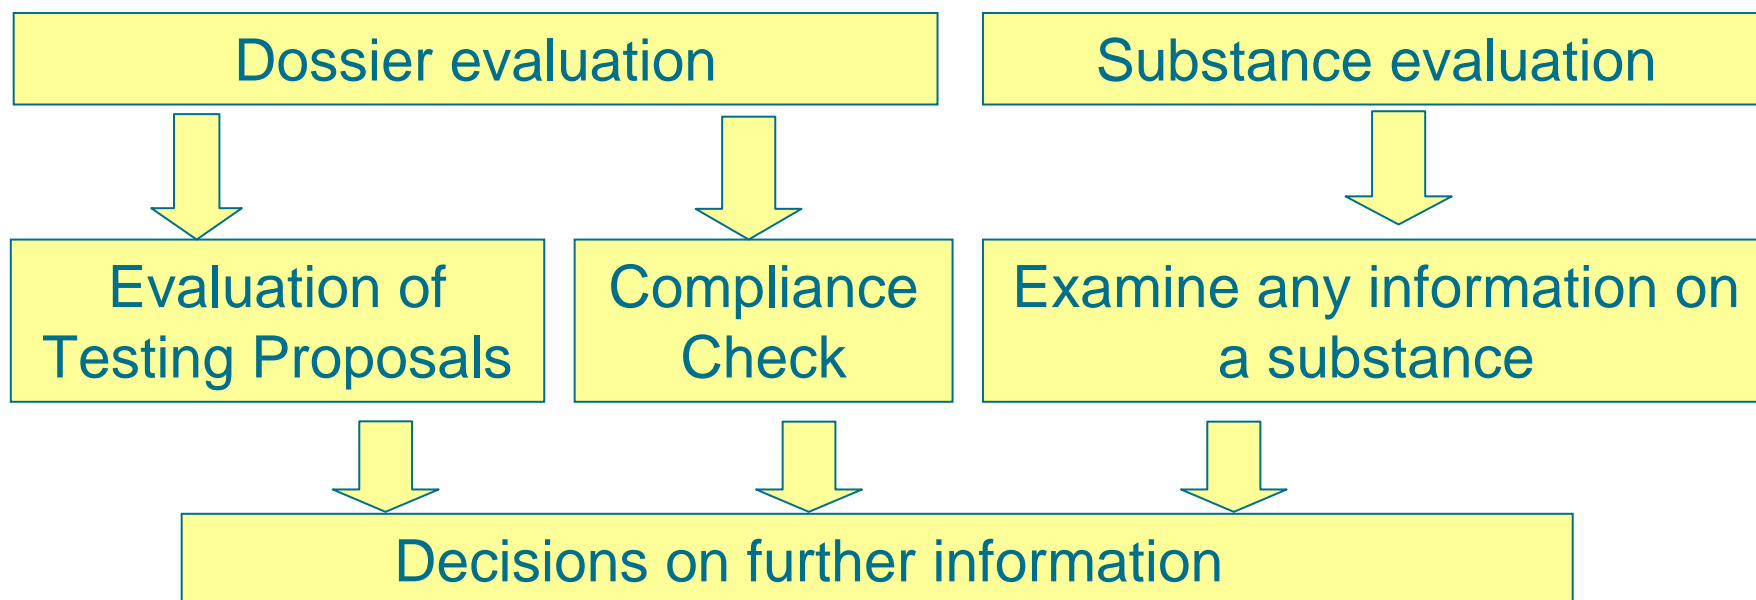 Dossier evaluation
Substance evaluation
Evaluation of
Testing Proposals
Compliance
Check
Examine any information on
a substance
Decisions on further information